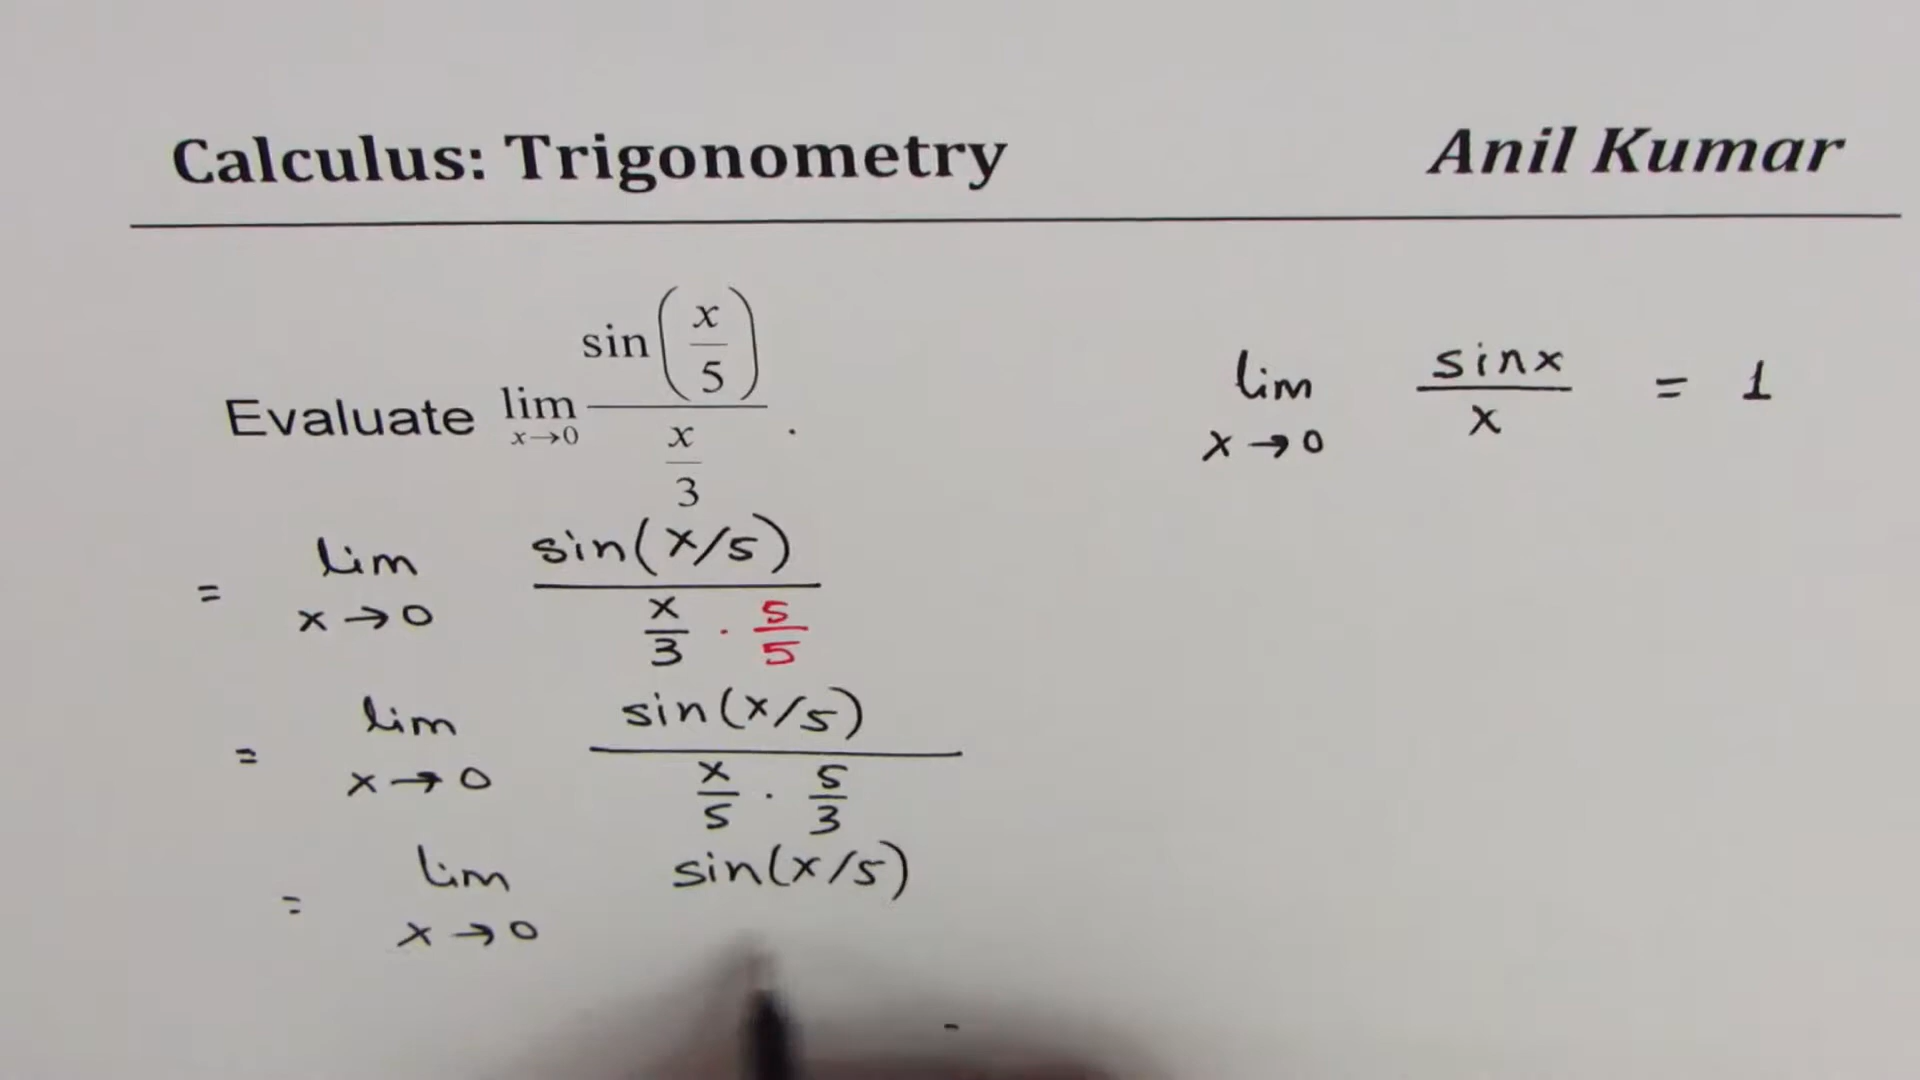 Calculus: Trigonometry Anil Kumar
Evaluate lim x→0 sin(x/5) / (x/3) .
lim x→0 sinx / x = 1
= lim x→0 sin(x/5) / (x/3 · 5/5)
= lim x→0 sin(x/5) / (x/5 · 5/3)
= lim x→0 sin(x/5)